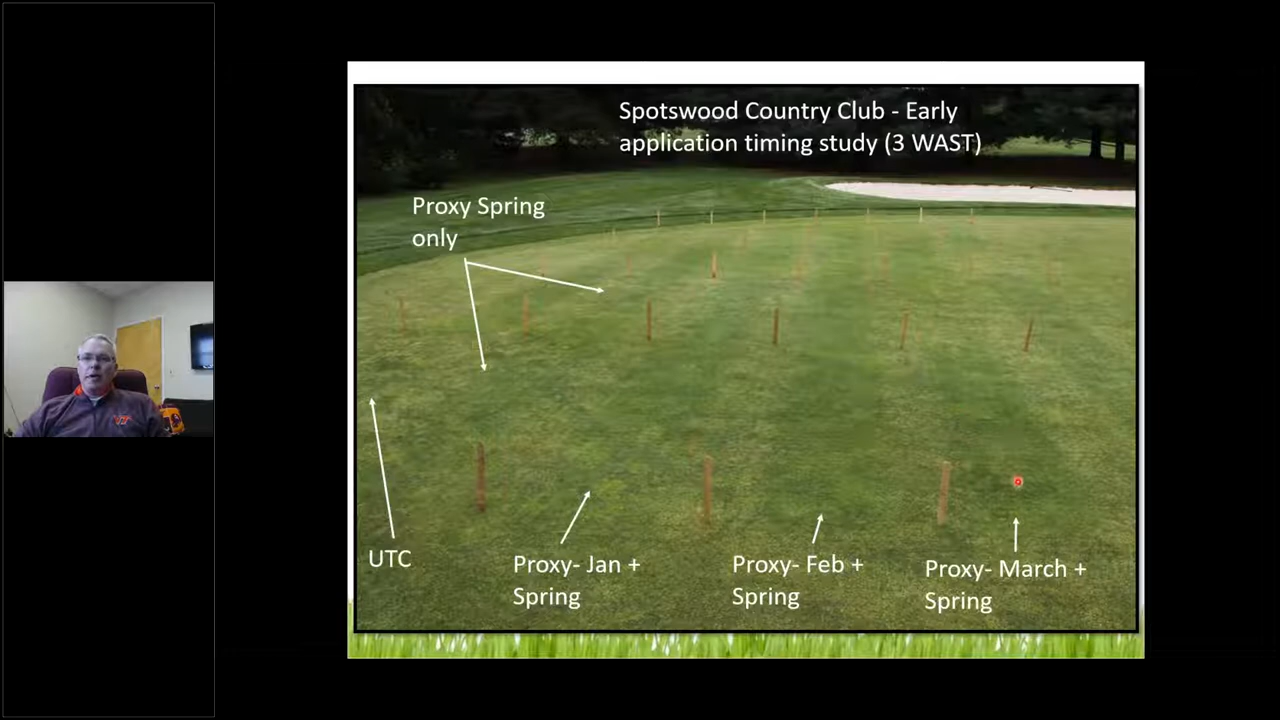 Spotswood Country Club - Early
application timing study (3 WAST)
Proxy Spring
only
UTC
Proxy- Jan +
Spring
Proxy- Feb +
Spring
Proxy- March +
Spring
VT